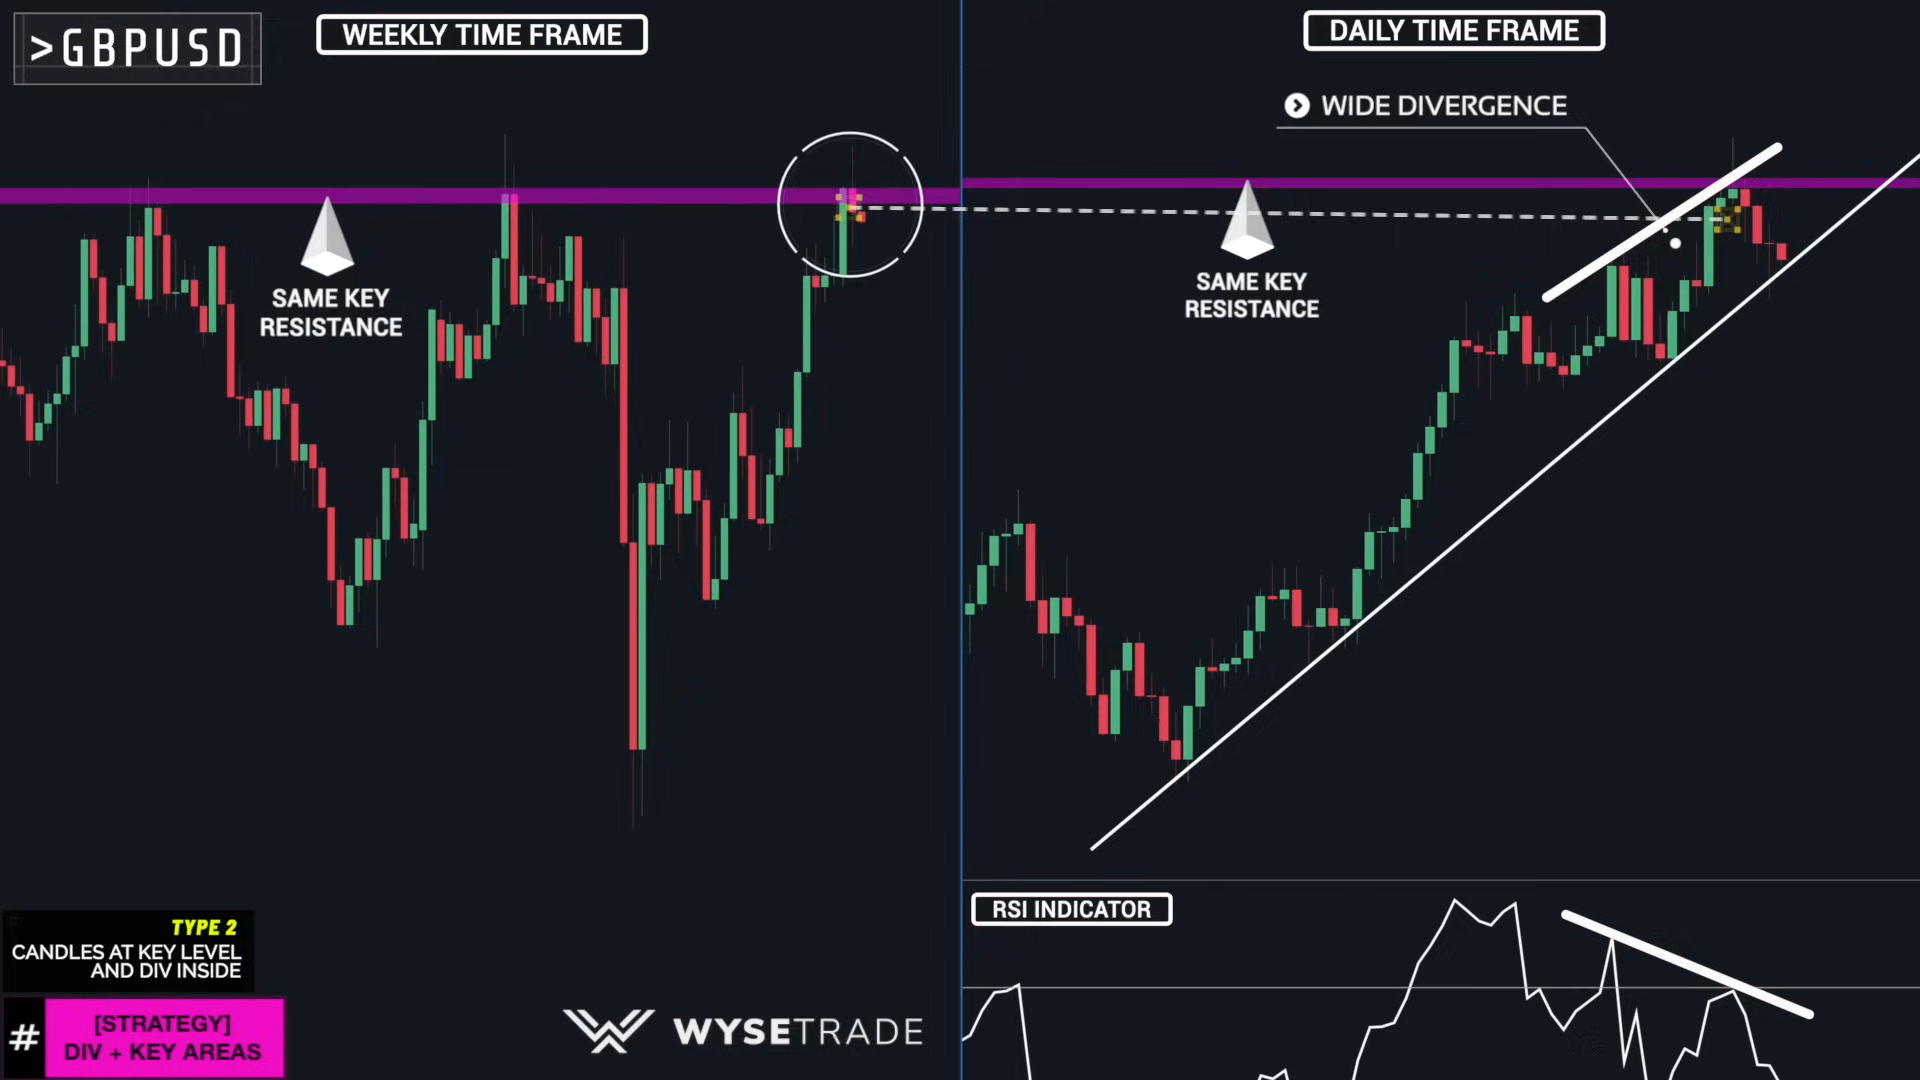 >GBPUSD
WEEKLY TIME FRAME
DAILY TIME FRAME
WIDE DIVERGENCE
SAME KEY
RESISTANCE
SAME KEY
RESISTANCE
RSI INDICATOR
TYPE 2
CANDLES AT KEY LEVEL
AND DIV INSIDE
#
[STRATEGY]
DIV + KEY AREAS
WYSETRADE